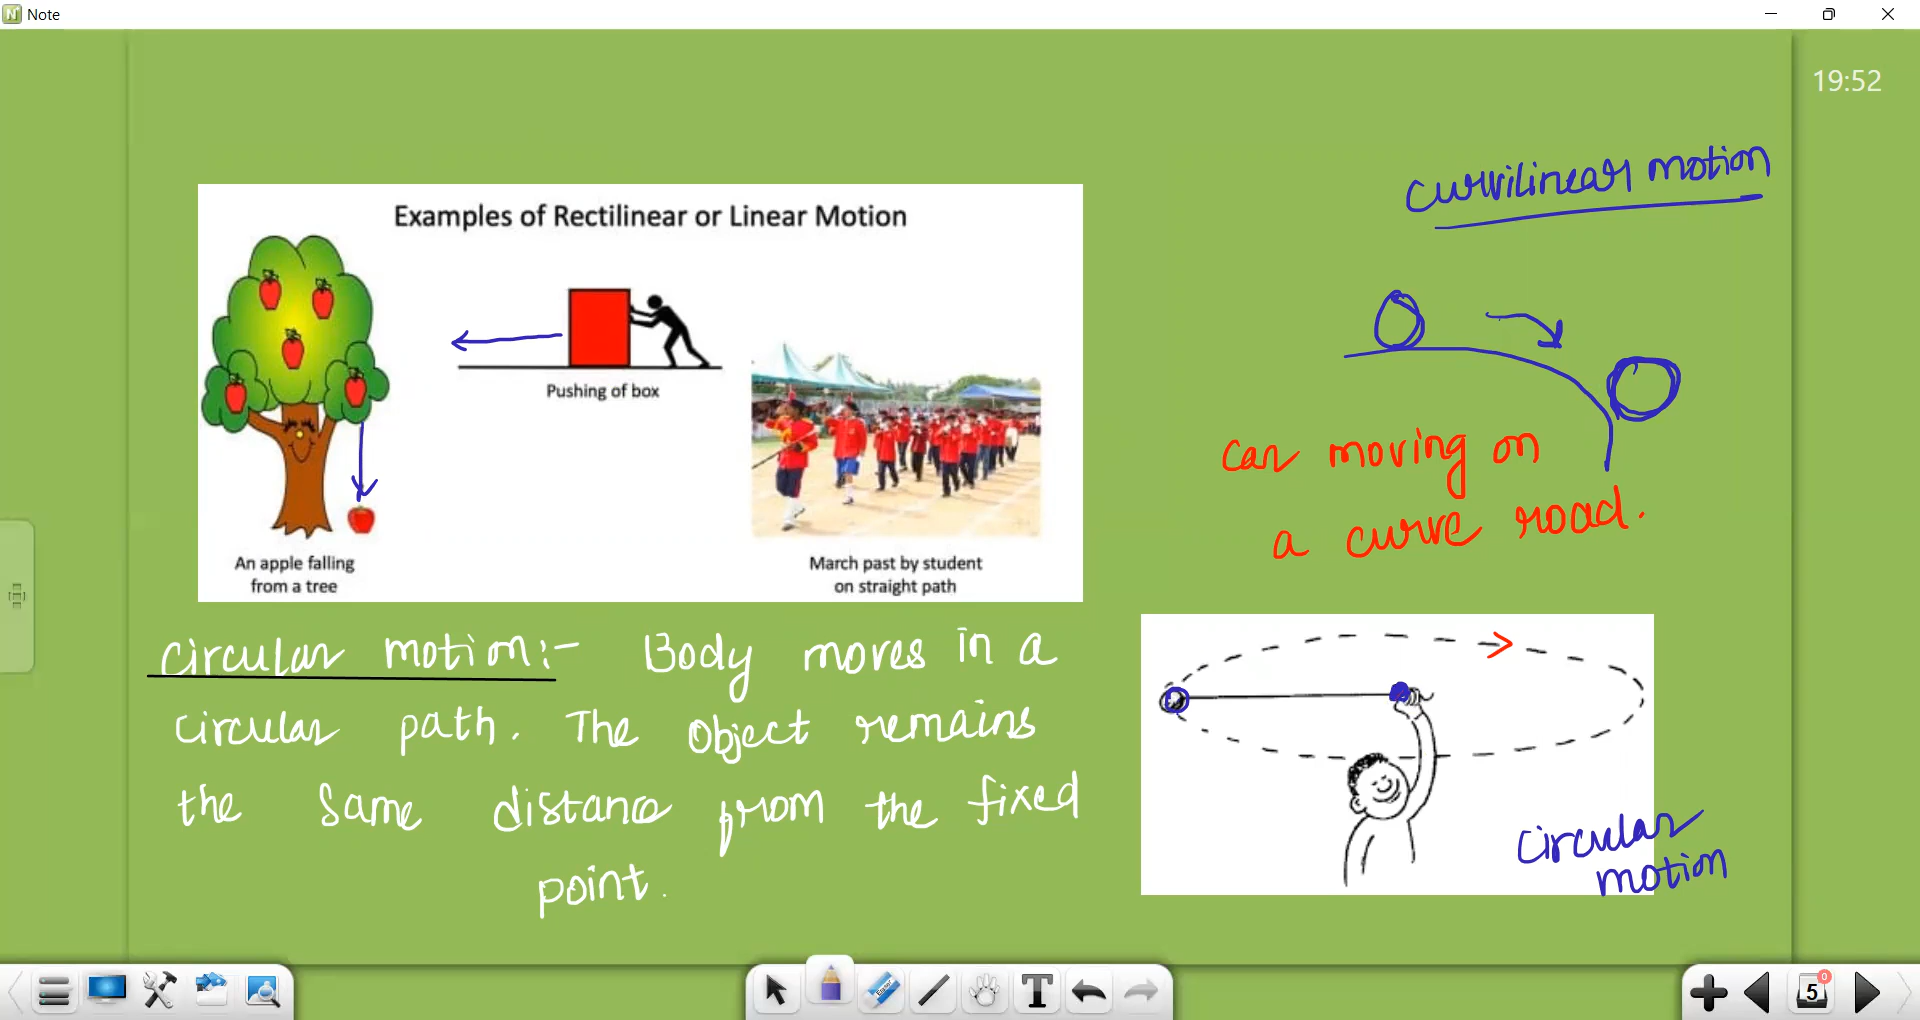 Note
19:52
Examples of Rectilinear or Linear Motion
Pushing of box
An apple falling
from a tree
March past by student
on straight path
curvilinear motion
car moving on
a curve road.
circular motion:- Body moves in a
circular path. The object remains
the same distance from the fixed
point.
circular
motion
Eraser
T
5
0